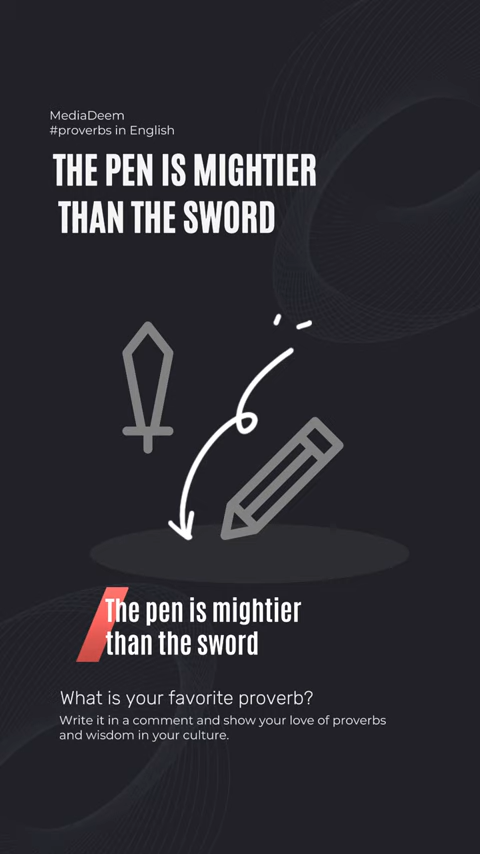 MediaDeem
#proverbs in English
THE PEN IS MIGHTIER
THAN THE SWORD
The pen is mightier
than the sword
What is your favorite proverb?
Write it in a comment and show your love of proverbs
and wisdom in your culture.